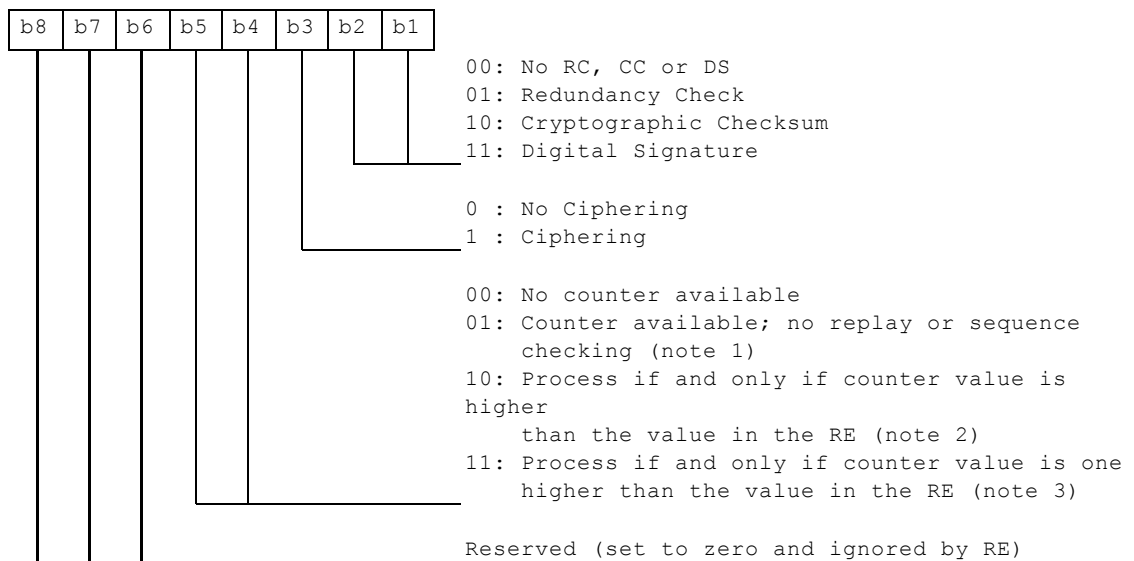 b8 b7 b6 b5 b4 b3 b2 b1
00: No RC, CC or DS
01: Redundancy Check
10: Cryptographic Checksum
11: Digital Signature
0 : No Ciphering
1 : Ciphering
00: No counter available
01: Counter available; no replay or sequence
checking (note 1)
10: Process if and only if counter value is
higher
than the value in the RE (note 2)
11: Process if and only if counter value is one
higher than the value in the RE (note 3)
Reserved (set to zero and ignored by RE)